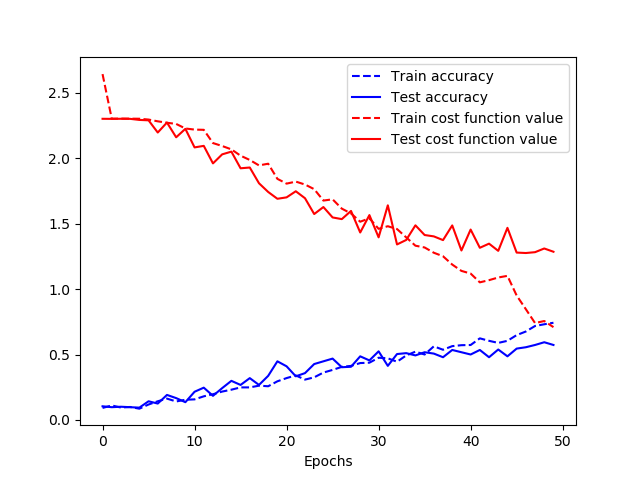 Train accuracy
Test accuracy
Train cost function value
Test cost function value
2.5
2.0
1.5
1.0
0.5
0.0
0 10 20 30 40 50
Epochs